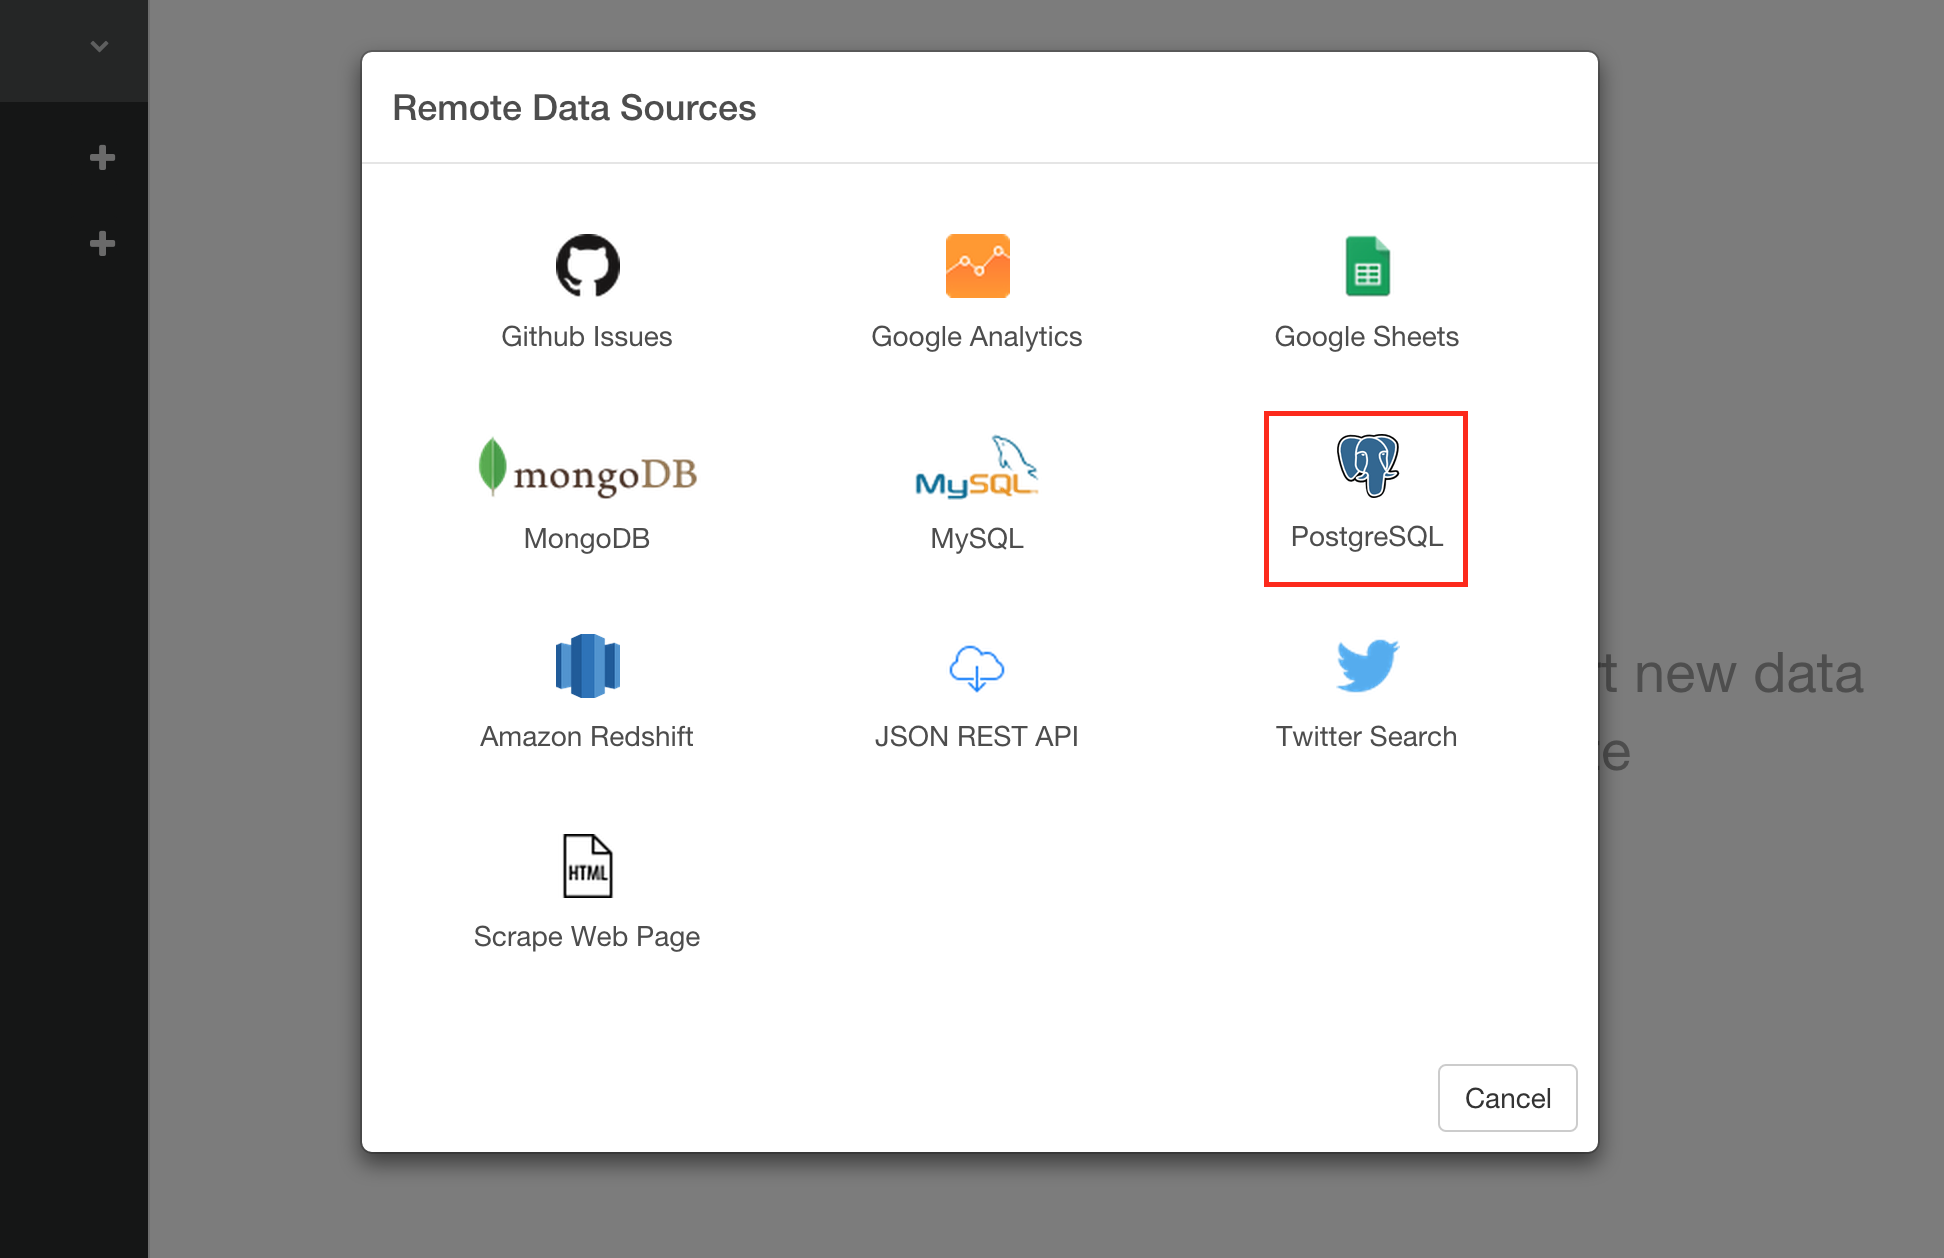 Remote Data Sources
Github Issues
Google Analytics
Google Sheets
mongoDB
MySQL
MongoDB
MySQL
PostgreSQL
Amazon Redshift
JSON REST API
Twitter Search
new data
HTML
Scrape Web Page
Cancel